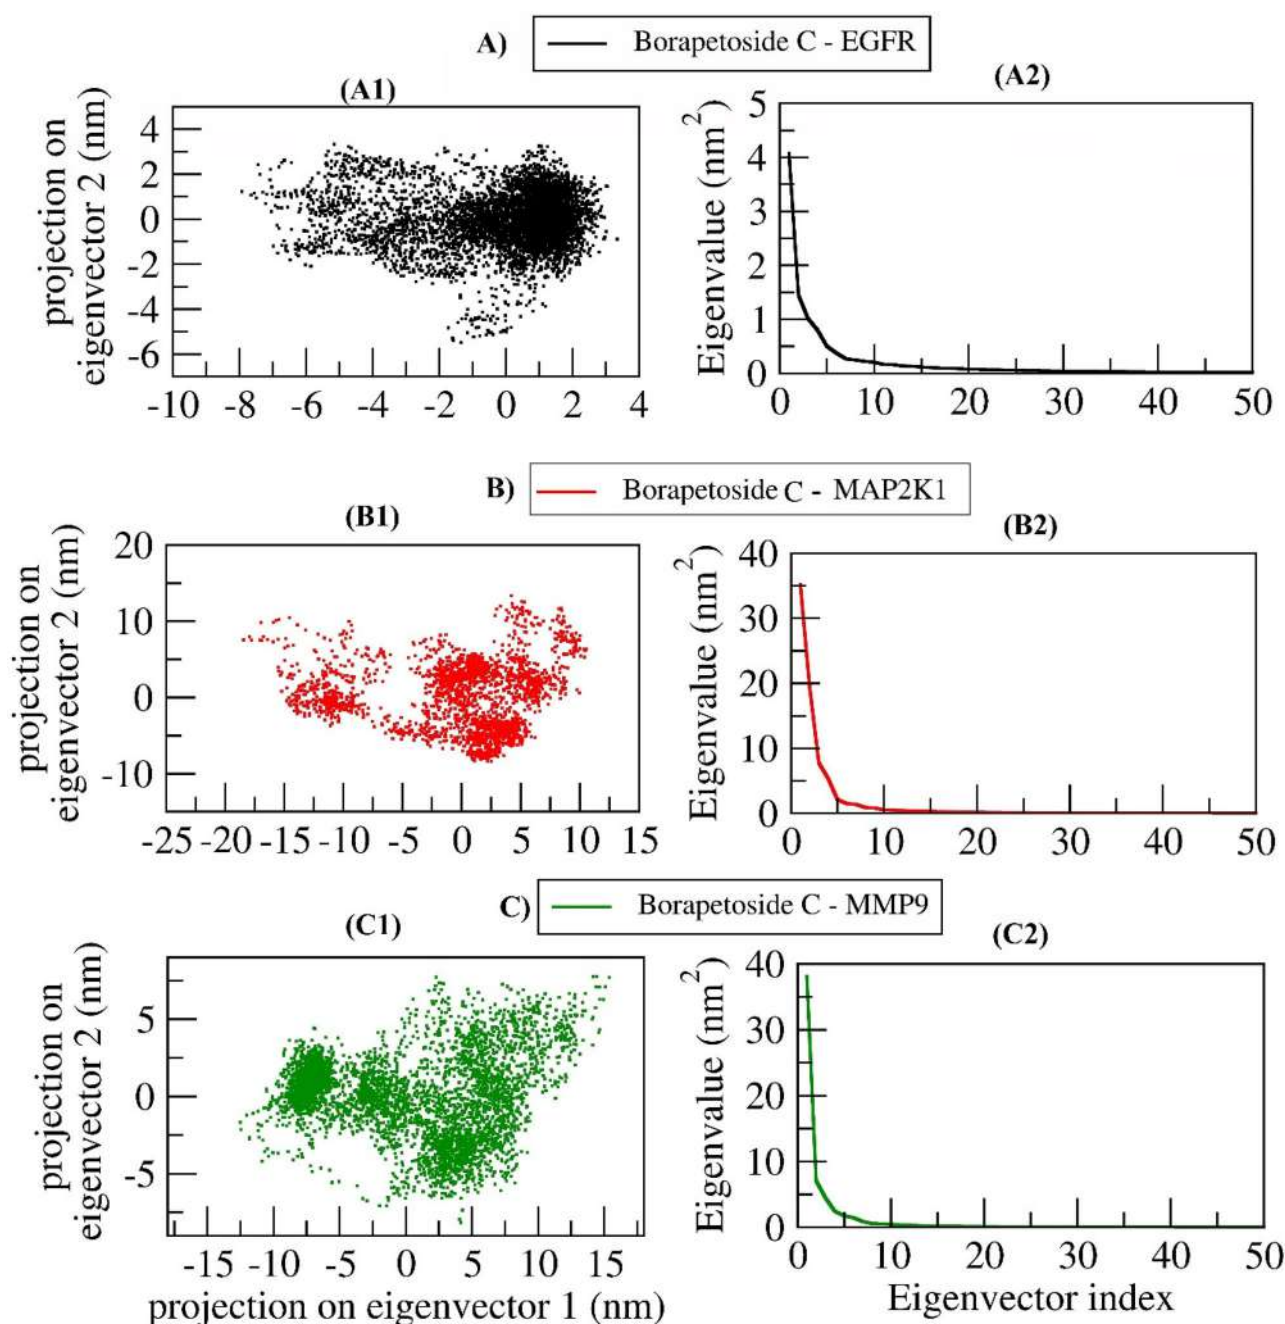 A) Borapetoside C - EGFR
(A1)
(A2)
projection on
eigenvector 2 (nm)
4
2
0
-2
-4
-6
-10 -8 -6 -4 -2 0 2 4
Eigenvalue (nm²)
5
4
3
2
1
0
0 10 20 30 40 50
B) Borapetoside C - MAP2K1
(B1)
(B2)
projection on
eigenvector 2 (nm)
20
10
0
-10
-25 -20 -15 -10 -5 0 5 10 15
Eigenvalue (nm²)
40
30
20
10
0
0 10 20 30 40 50
C) Borapetoside C - MMP9
(C1)
(C2)
projection on
eigenvector 2 (nm)
5
0
-5
-15 -10 -5 0 5 10 15
projection on eigenvector 1 (nm)
Eigenvalue (nm²)
40
30
20
10
0
0 10 20 30 40 50
Eigenvector index